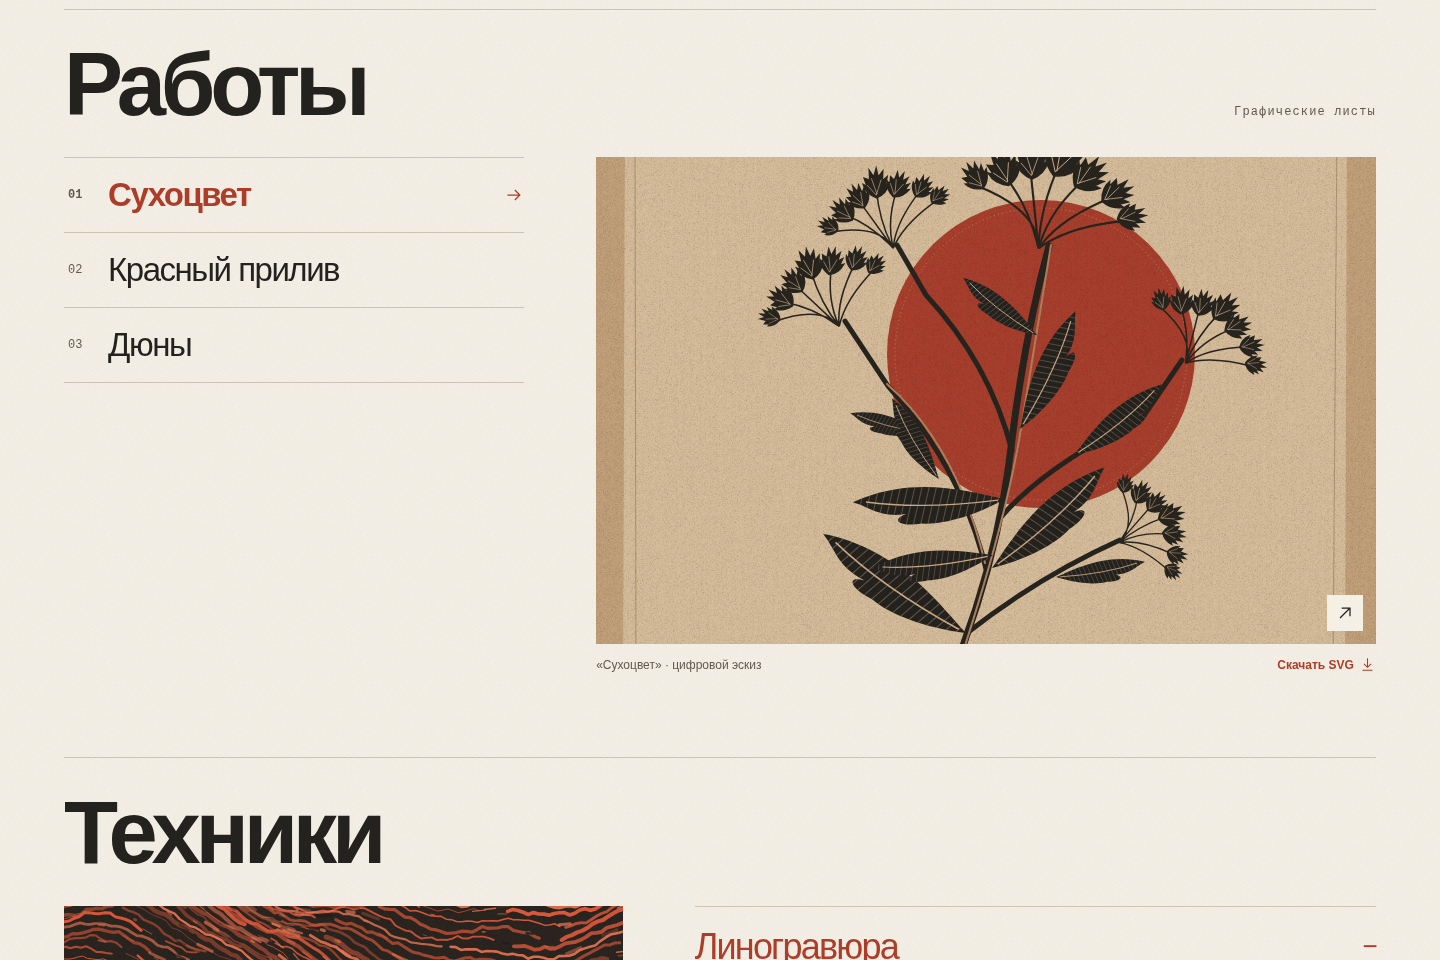 Работы
Графические листы
01 Сухоцвет
02 Красный прилив
03 Дюны
«Сухоцвет» · цифровой эскиз
Скачать SVG
Техники
Линогравюра